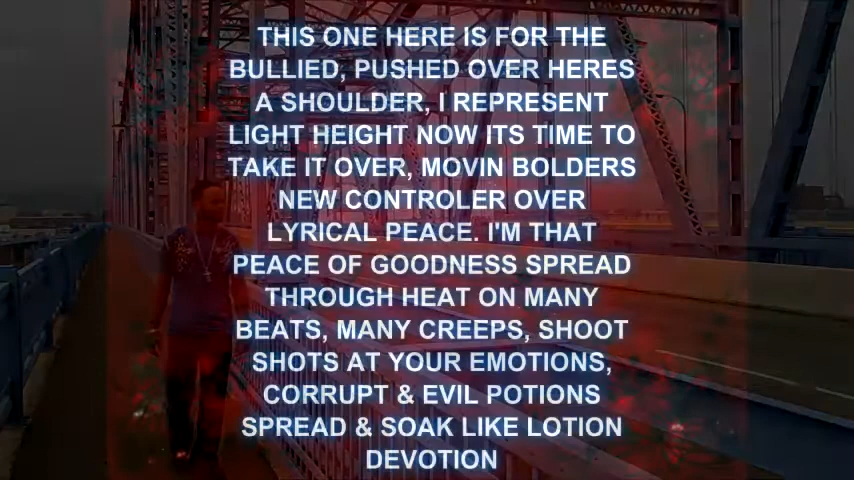 THIS ONE HERE IS FOR THE
BULLIED, PUSHED OVER HERES
A SHOULDER, I REPRESENT
LIGHT HEIGHT NOW ITS TIME TO
TAKE IT OVER, MOVIN BOLDERS
NEW CONTROLER OVER
LYRICAL PEACE. I'M THAT
PEACE OF GOODNESS SPREAD
THROUGH HEAT ON MANY
BEATS, MANY CREEPS, SHOOT
SHOTS AT YOUR EMOTIONS,
CORRUPT & EVIL POTIONS
SPREAD & SOAK LIKE LOTION
DEVOTION